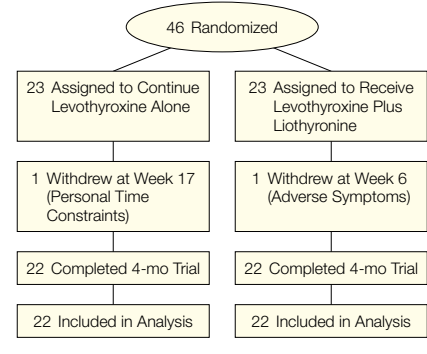 46 Randomized
23 Assigned to Continue
Levothyroxine Alone
23 Assigned to Receive
Levothyroxine Plus
Liothyronine
1 Withdrew at Week 17
(Personal Time
Constraints)
1 Withdrew at Week 6
(Adverse Symptoms)
22 Completed 4-mo Trial
22 Completed 4-mo Trial
22 Included in Analysis
22 Included in Analysis